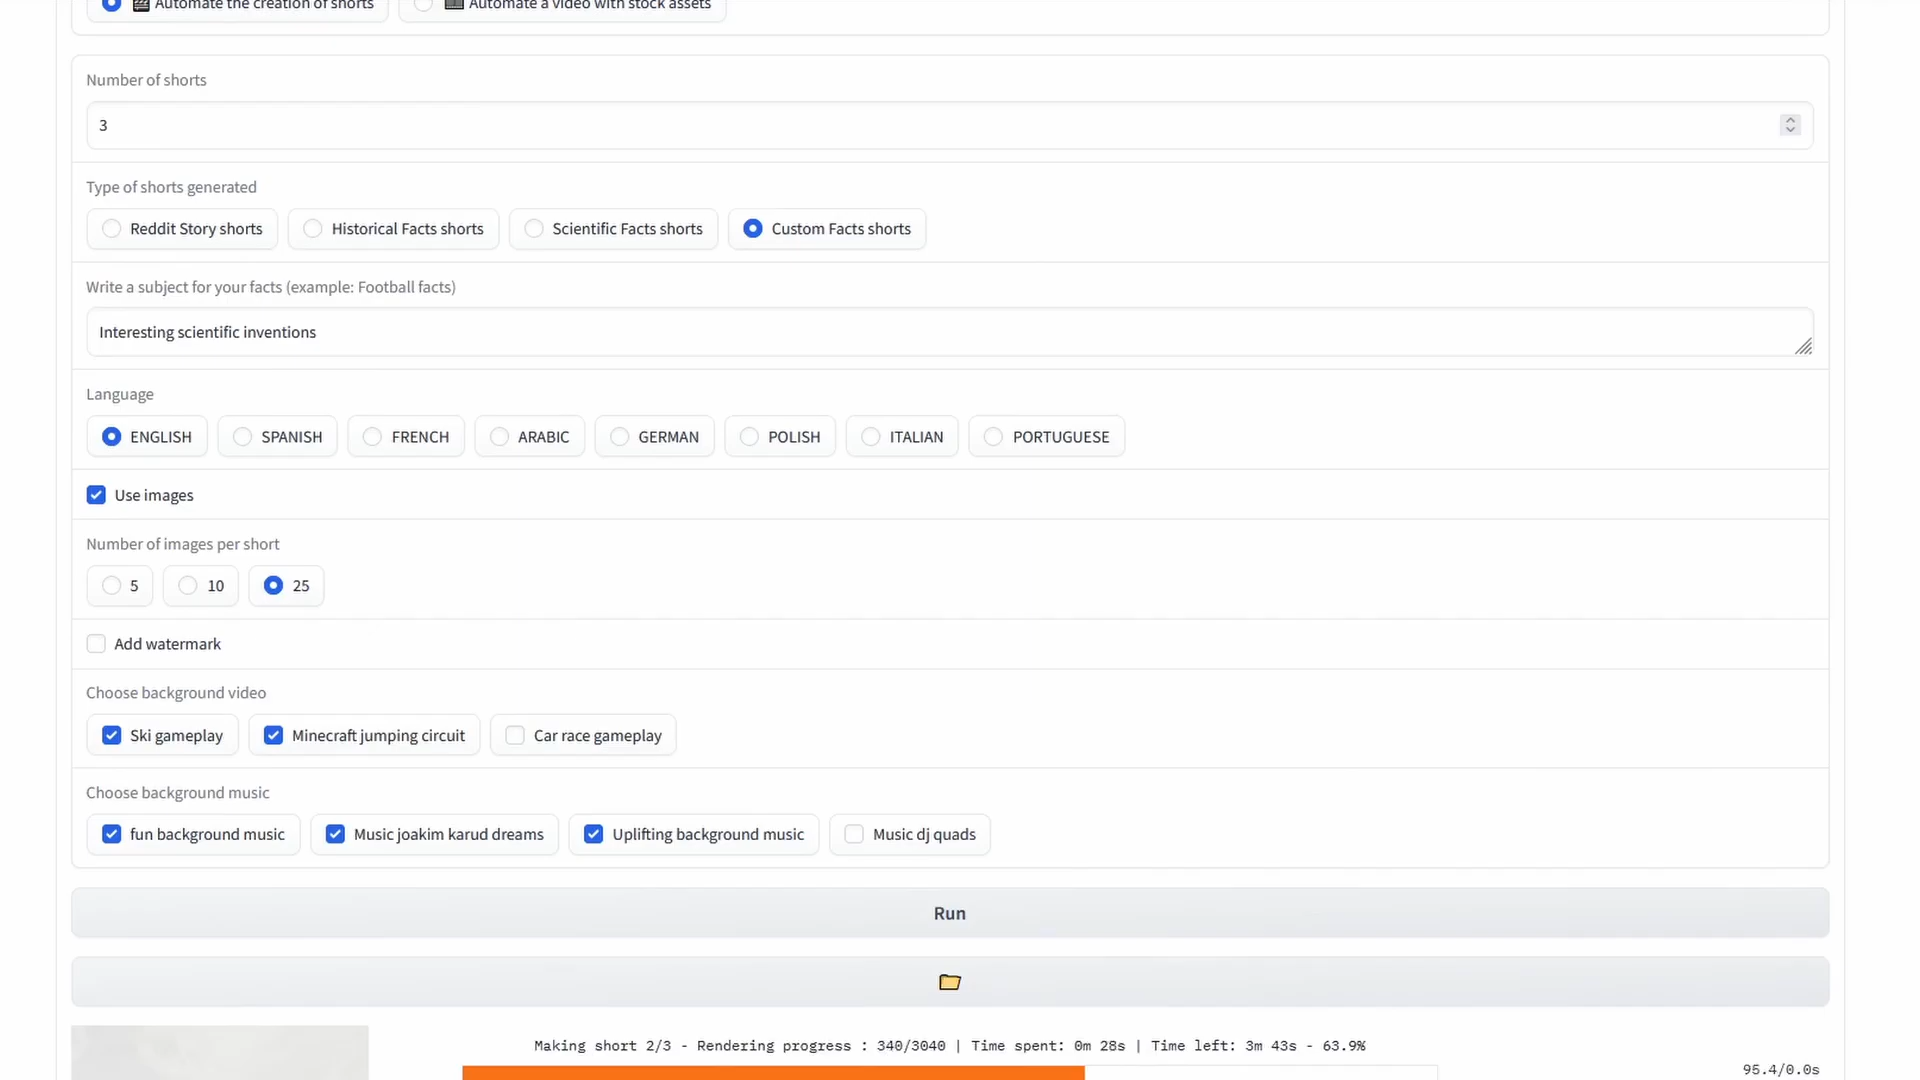 Automate the creation of shorts
Automate a video with stock assets
Number of shorts
3
Type of shorts generated
Reddit Story shorts
Historical Facts shorts
Scientific Facts shorts
Custom Facts shorts
Write a subject for your facts (example: Football facts)
Interesting scientific inventions
Language
ENGLISH
SPANISH
FRENCH
ARABIC
GERMAN
POLISH
ITALIAN
PORTUGUESE
Use images
Number of images per short
5
10
25
Add watermark
Choose background video
Ski gameplay
Minecraft jumping circuit
Car race gameplay
Choose background music
fun background music
Music joakim karud dreams
Uplifting background music
Music dj quads
Run
Making short 2/3 - Rendering progress : 340/3040 | Time spent: 0m 28s | Time left: 3m 43s - 63.9%
95.4/0.0s